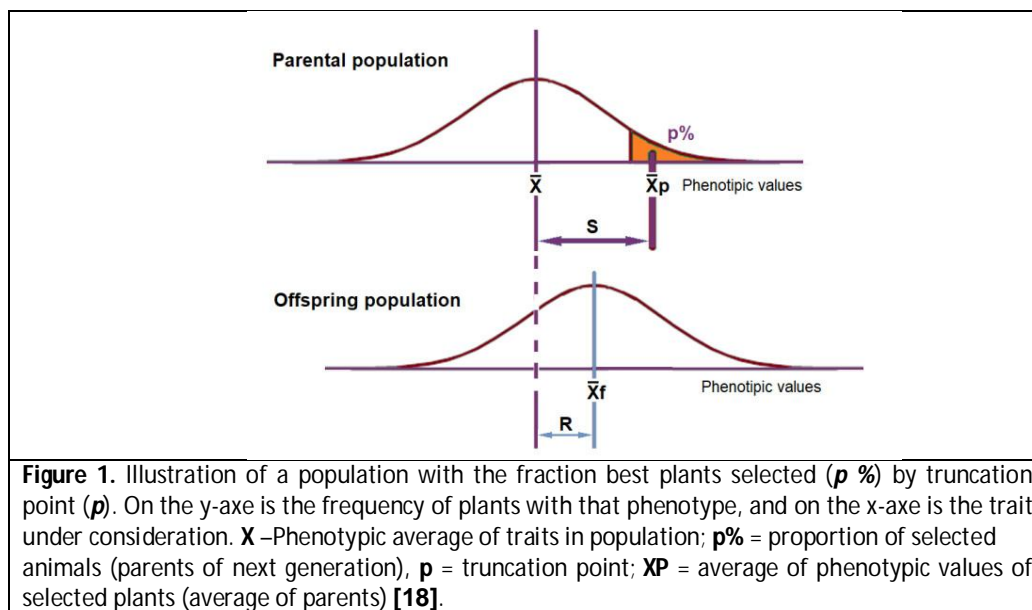 Parental population
p%
X̄
X̄p
Phenotipic values
S
Offspring population
Phenotipic values
X̄f
R
Figure 1. Illustration of a population with the fraction best plants selected (p %) by truncation
point (p). On the y-axe is the frequency of plants with that phenotype, and on the x-axe is the trait
under consideration. X –Phenotypic average of traits in population; p% = proportion of selected
animals (parents of next generation), p = truncation point; XP = average of phenotypic values of
selected plants (average of parents) [18].